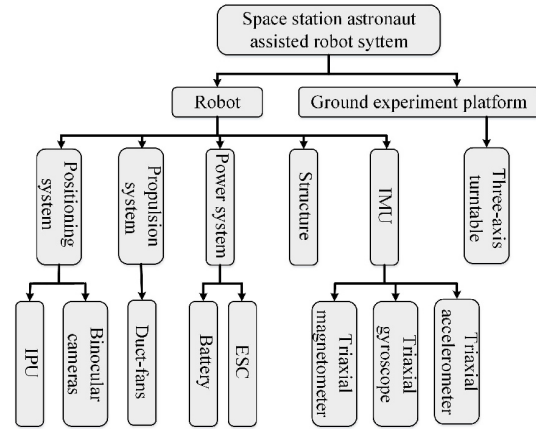 Space station astronaut
assisted robot syttem
Robot
Ground experiment platform
Positioning
system
Propulsion
system
Power system
Structure
IMU
Three-axis
turntable
IPU
Binocular
cameras
Duct-fans
Battery
ESC
Triaxial
magnetometer
Triaxial
gyroscope
Triaxial
accelerometer